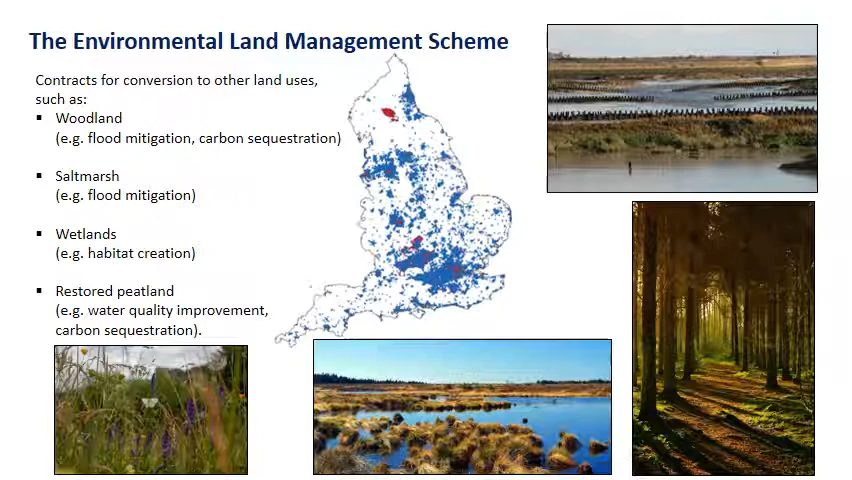 The Environmental Land Management Scheme
Contracts for conversion to other land uses,
such as:
▪ Woodland
(e.g. flood mitigation, carbon sequestration)
▪ Saltmarsh
(e.g. flood mitigation)
▪ Wetlands
(e.g. habitat creation)
▪ Restored peatland
(e.g. water quality improvement,
carbon sequestration).